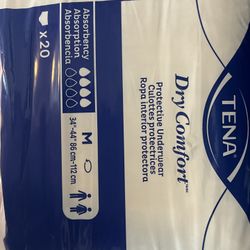 TENA
Dry Comfort™
Protective Underwear
Culottes protectrices
Ropa interior protectora
M
34"-44" 86 cm-112 cm
Absorbency
Absorption
Absorbencia
x 20